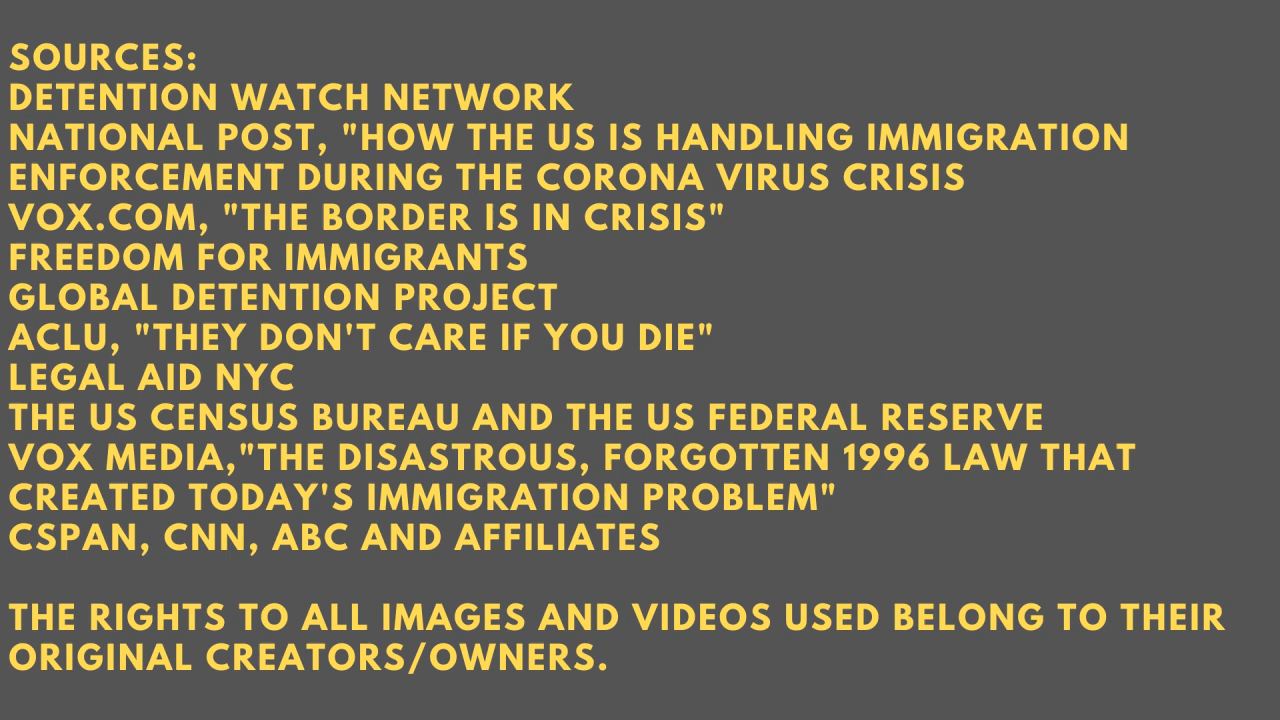 SOURCES:
DETENTION WATCH NETWORK
NATIONAL POST, "HOW THE US IS HANDLING IMMIGRATION
ENFORCEMENT DURING THE CORONA VIRUS CRISIS
VOX.COM, "THE BORDER IS IN CRISIS"
FREEDOM FOR IMMIGRANTS
GLOBAL DETENTION PROJECT
ACLU, "THEY DON'T CARE IF YOU DIE"
LEGAL AID NYC
THE US CENSUS BUREAU AND THE US FEDERAL RESERVE
VOX MEDIA,"THE DISASTROUS, FORGOTTEN 1996 LAW THAT
CREATED TODAY'S IMMIGRATION PROBLEM"
CSPAN, CNN, ABC AND AFFILIATES
THE RIGHTS TO ALL IMAGES AND VIDEOS USED BELONG TO THEIR
ORIGINAL CREATORS/OWNERS.